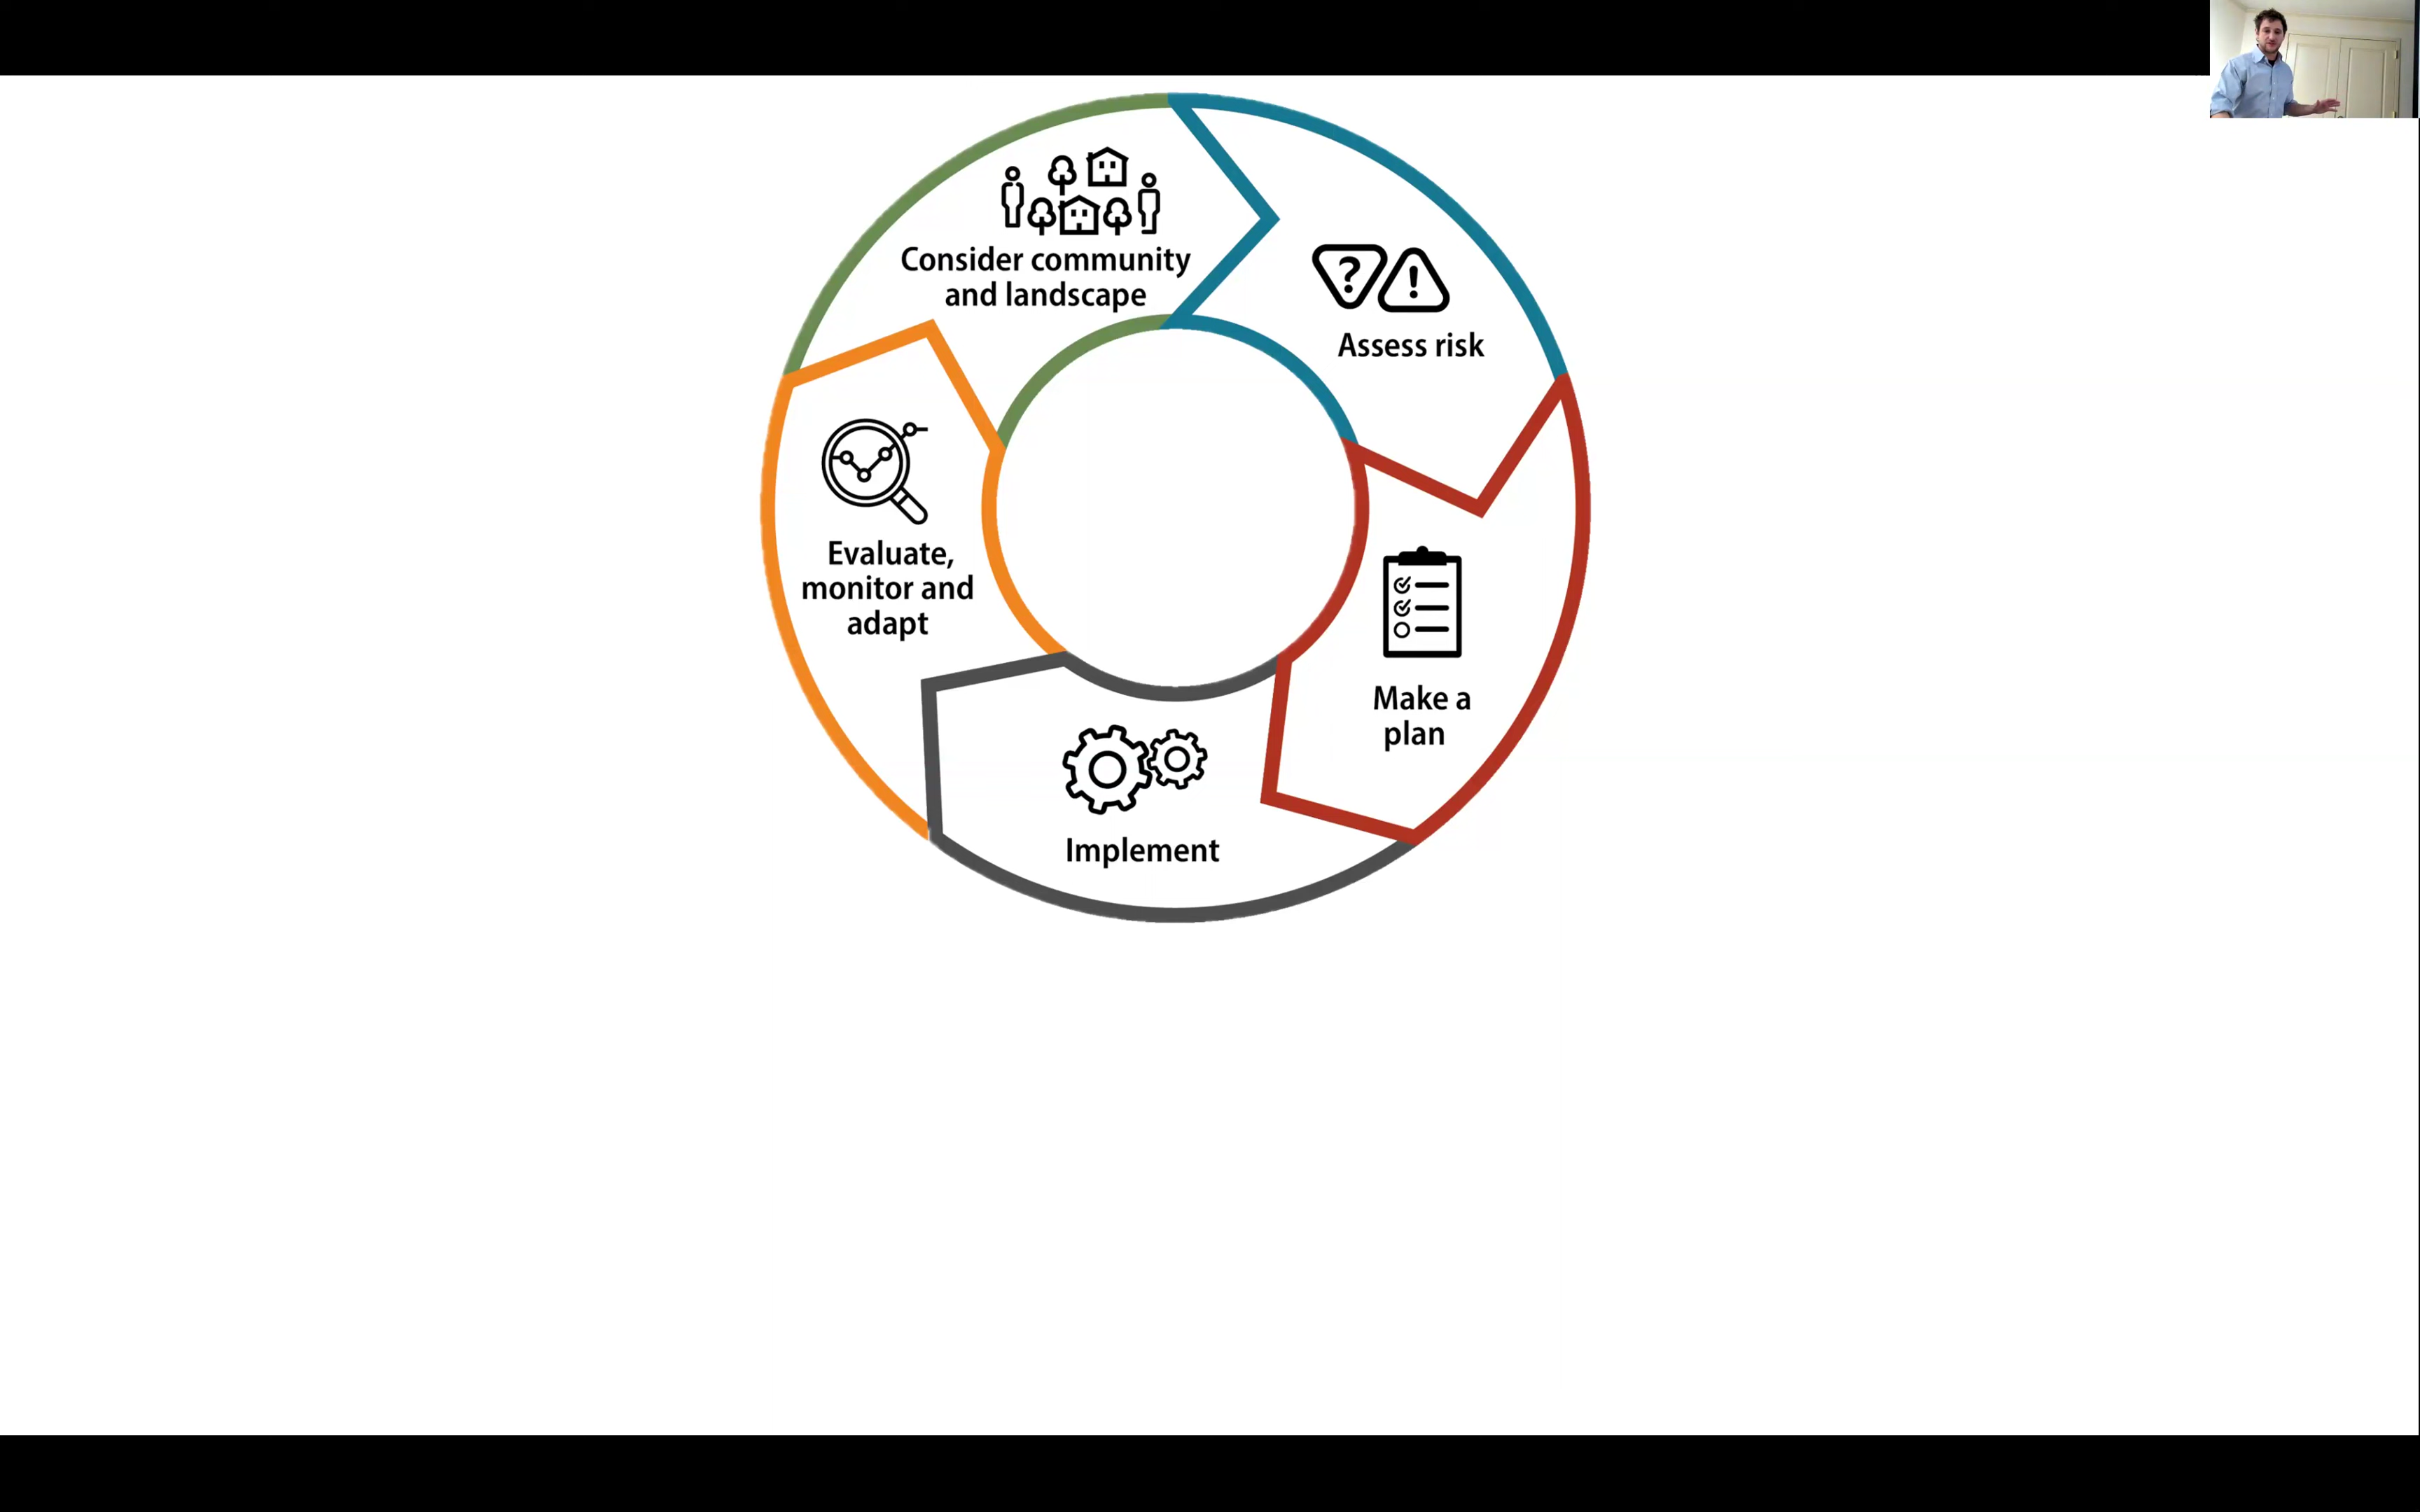 Consider community
and landscape
?
!
Assess risk
Make a
plan
Implement
Evaluate,
monitor and
adapt